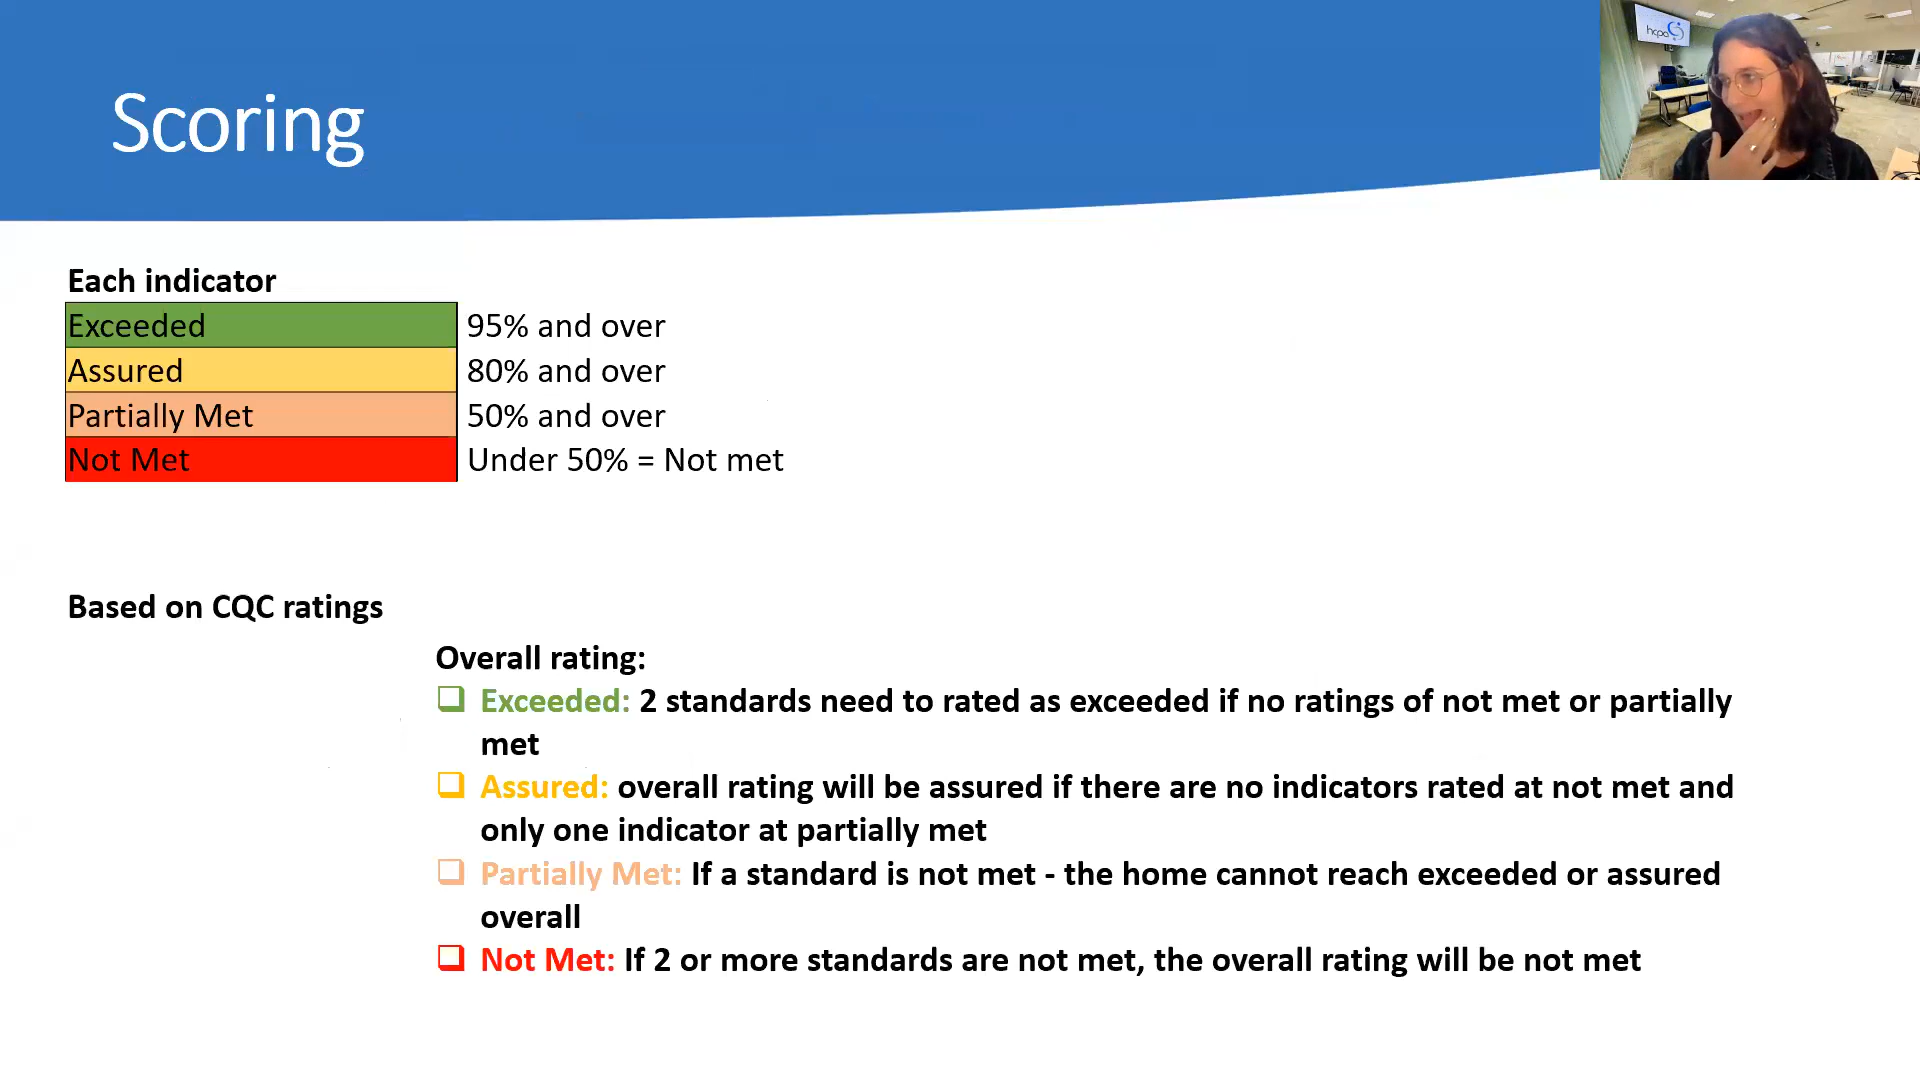 Scoring
hcpa
Each indicator
Exceeded 95% and over
Assured 80% and over
Partially Met 50% and over
Not Met Under 50% = Not met
Based on CQC ratings
Overall rating:
Exceeded: 2 standards need to rated as exceeded if no ratings of not met or partially
met
Assured: overall rating will be assured if there are no indicators rated at not met and
only one indicator at partially met
Partially Met: If a standard is not met - the home cannot reach exceeded or assured
overall
Not Met: If 2 or more standards are not met, the overall rating will be not met